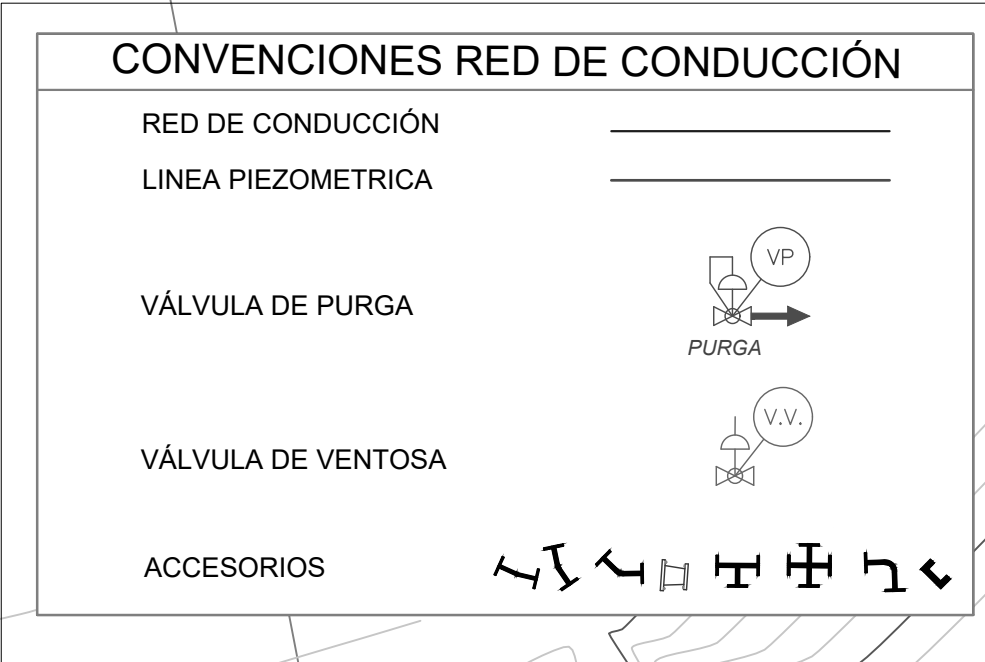 CONVENCIONES RED DE CONDUCCIÓN
RED DE CONDUCCIÓN
LINEA PIEZOMETRICA
VP
VÁLVULA DE PURGA
PURGA
V.V.
VÁLVULA DE VENTOSA
ACCESORIOS